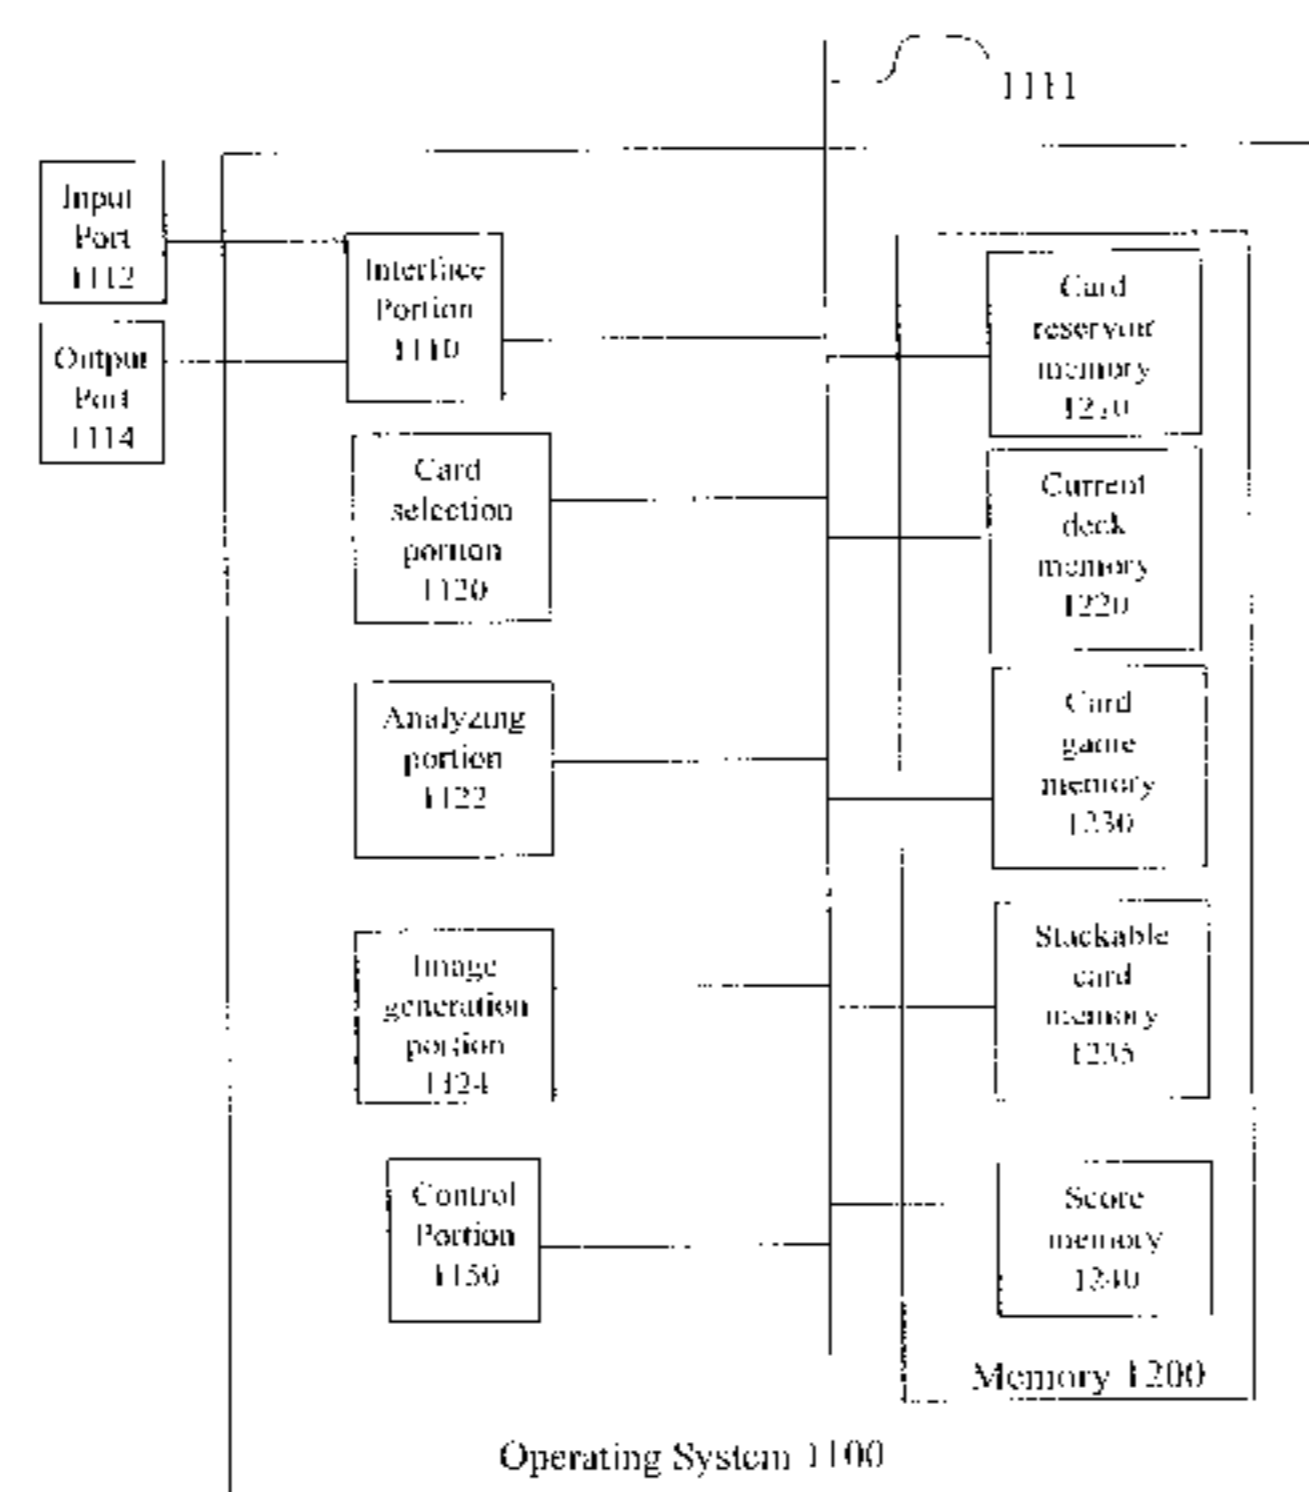 1111
Input
Port
1112
Output
Port
1114
Interface
Portion
1110
Card
selection
portion
1120
Analyzing
portion
1122
Image
generation
portion
1124
Control
Portion
1150
Card
reservoir
memory
1210
Current
deck
memory
1220
Card
game
memory
1230
Stackable
card
memory
1235
Score
memory
1240
Memory 1200
Operating System 1100